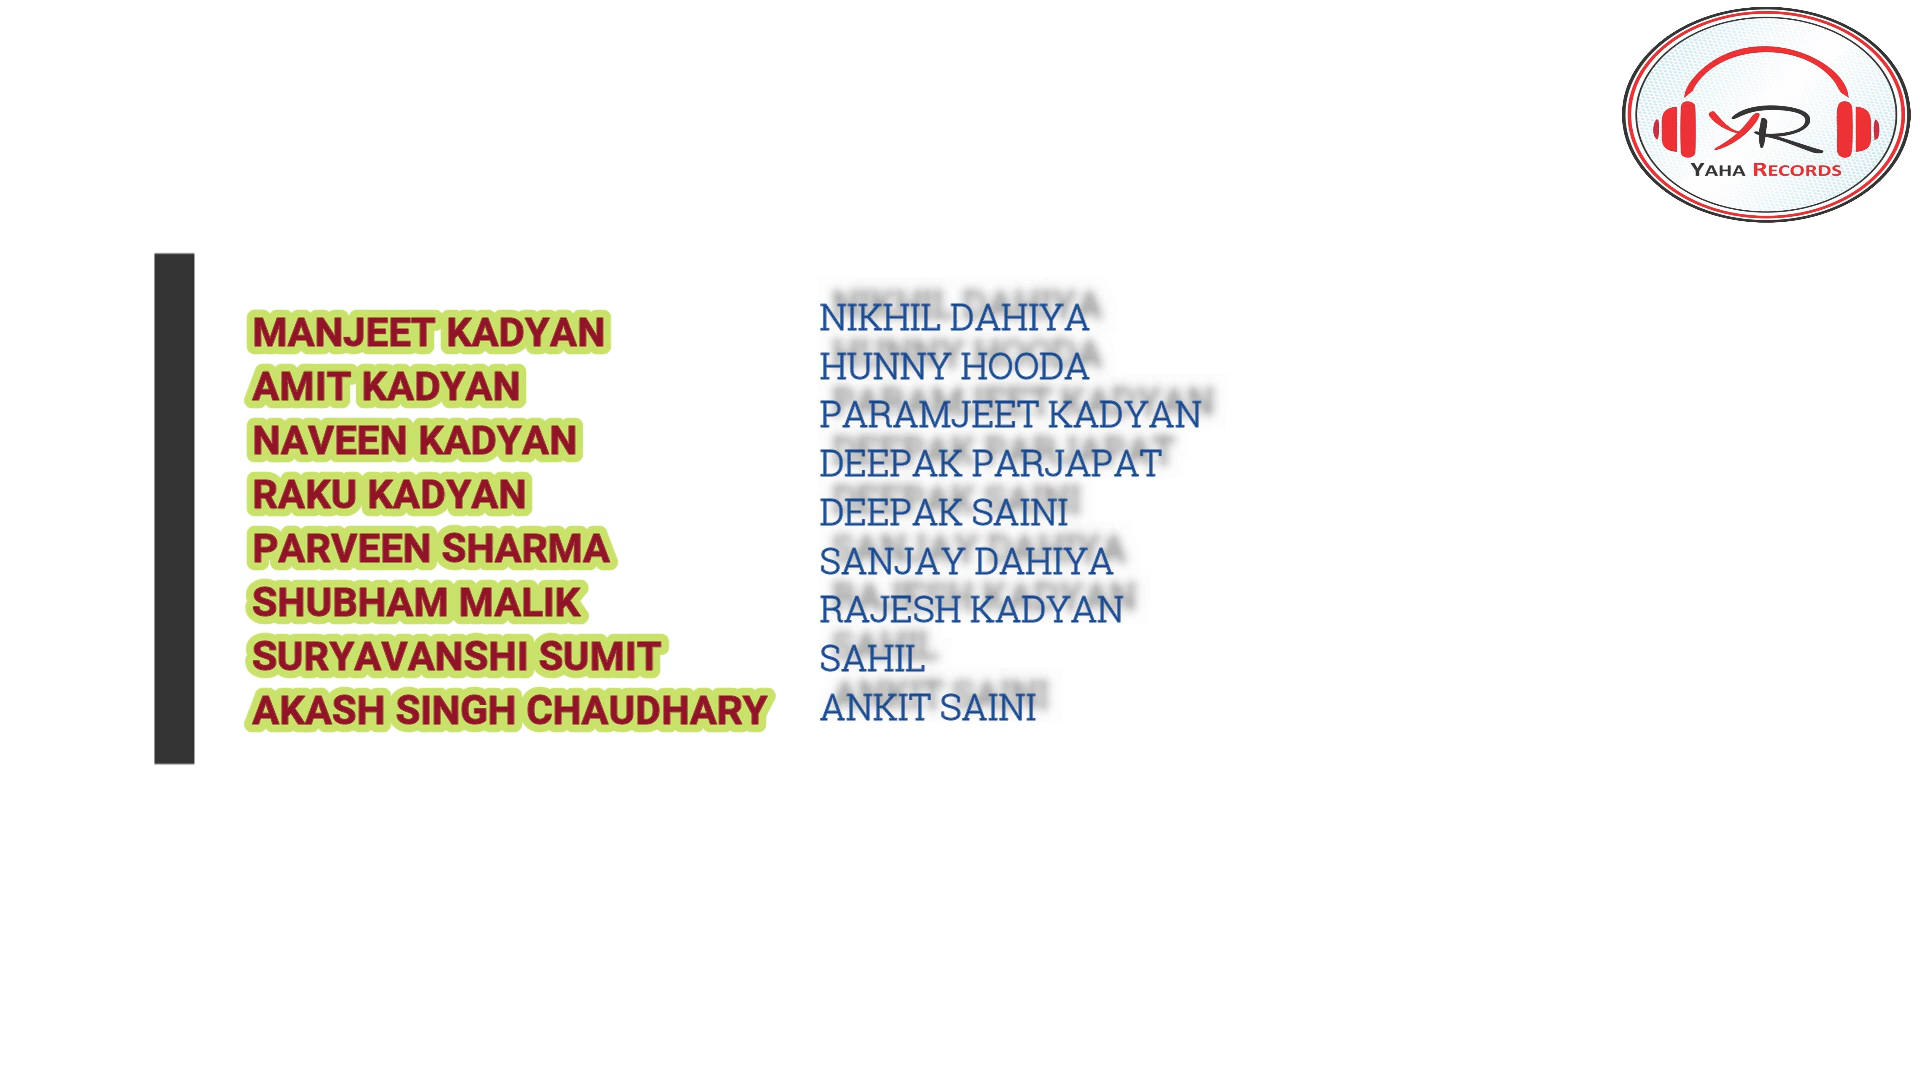 YR
YAHA RECORDS
MANJEET KADYAN
AMIT KADYAN
NAVEEN KADYAN
RAKU KADYAN
PARVEEN SHARMA
SHUBHAM MALIK
SURYAVANSHI SUMIT
AKASH SINGH CHAUDHARY
NIKHIL DAHIYA
HUNNY HOODA
PARAMJEET KADYAN
DEEPAK PARJAPAT
DEEPAK SAINI
SANJAY DAHIYA
RAJESH KADYAN
SAHIL
ANKIT SAINI